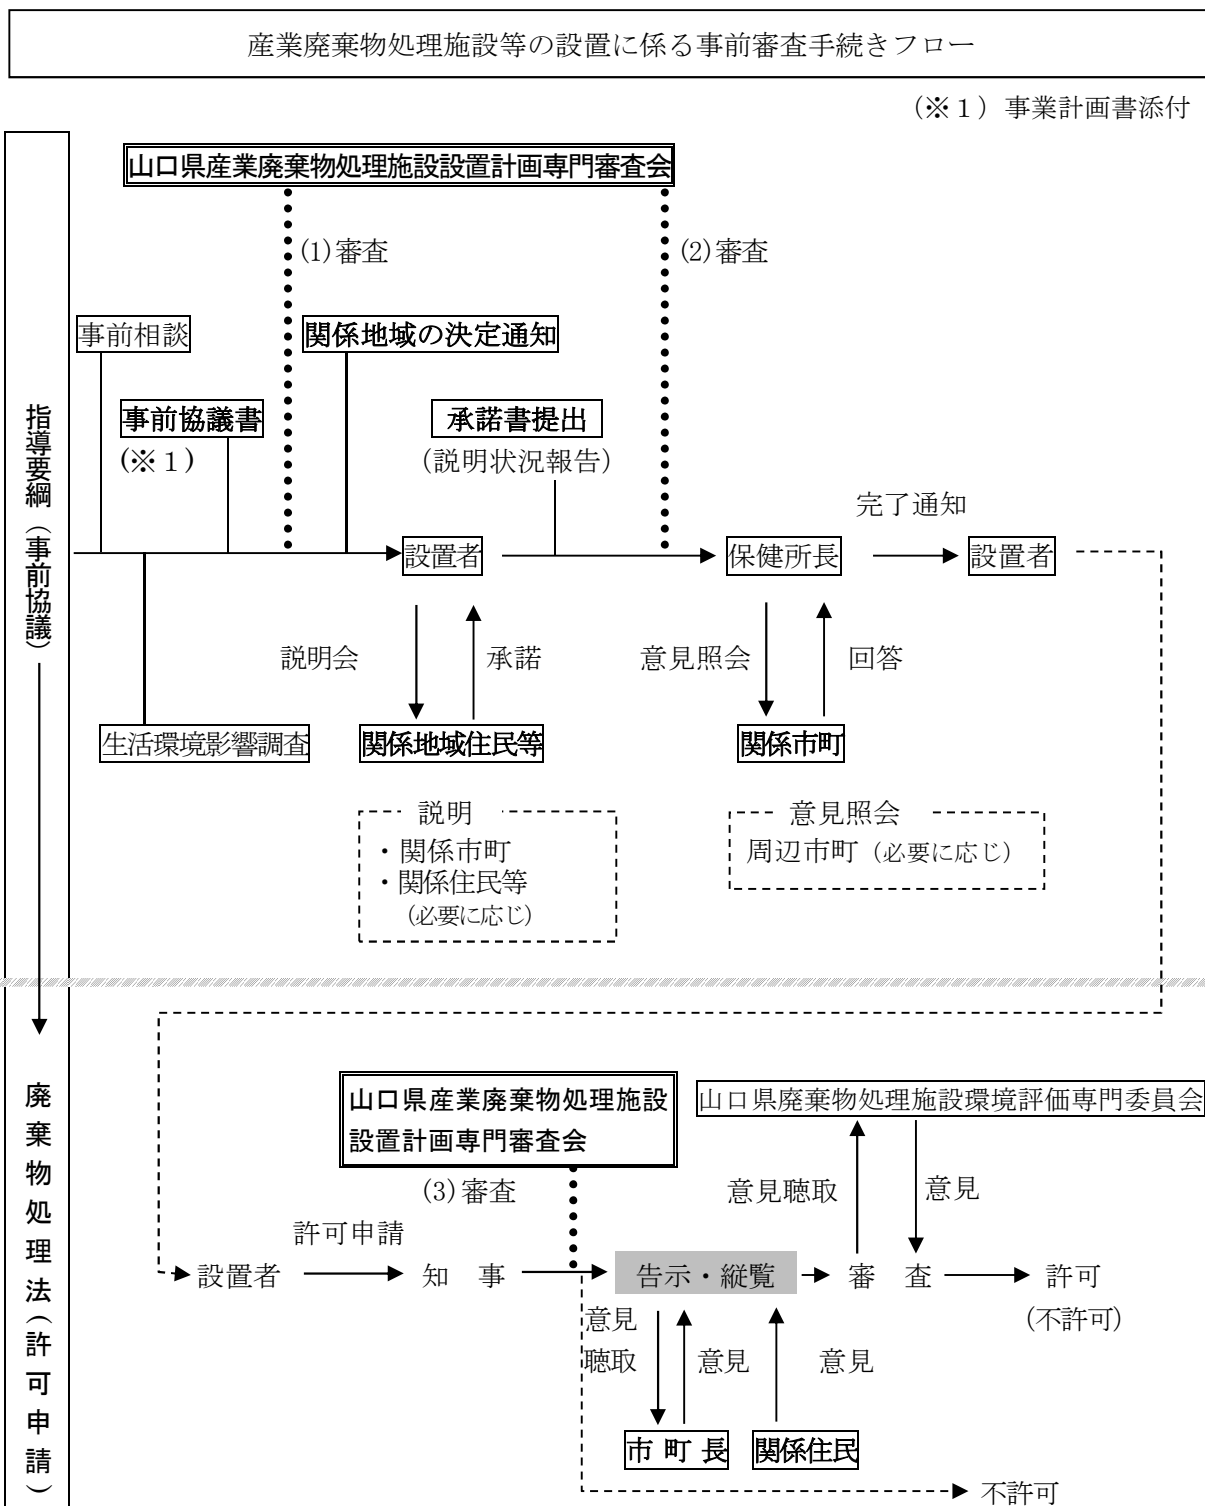 産業廃棄物処理施設等の設置に係る事前審査手続きフロー
（※１）事業計画書添付
指導要綱（事前協議）
山口県産業廃棄物処理施設設置計画専門審査会
(1)審査
(2)審査
事前相談
関係地域の決定通知
事前協議書
（※１）
承諾書提出
（説明状況報告）
完了通知
設置者
保健所長
設置者
説明会
承諾
意見照会
回答
生活環境影響調査
関係地域住民等
関係市町
説明
・関係市町
・関係住民等
（必要に応じ）
意見照会
周辺市町（必要に応じ）
廃棄物処理法（許可申請）
山口県産業廃棄物処理施設
設置計画専門審査会
山口県廃棄物処理施設環境評価専門委員会
(3)審査
意見聴取
意見
許可申請
設置者
知　事
告示・縦覧
審　査
許可
（不許可）
意見
聴取
意見
意見
市 町 長
関係住民
不許可